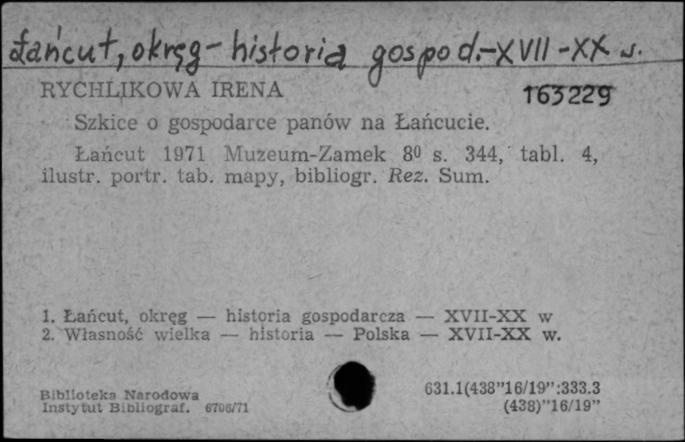 Łańcut, okręg - historia gospod. - XVII - XX w.
RYCHLIKOWA IRENA
163229
Szkice o gospodarce panów na Łańcucie.
Łańcut 1971 Muzeum-Zamek 8⁰ s. 344, tabl. 4,
ilustr. portr. tab. mapy, bibliogr. Rez. Sum.
1. Łańcut, okręg — historia gospodarcza — XVII-XX w
2. Własność wielka — historia — Polska — XVII-XX w.
Biblioteka Narodowa
Instytut Bibliograf. 6706/71
631.1(438"16/19":333.3
(438)"16/19"